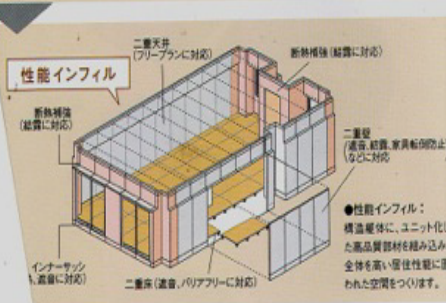 二重天井
(フリープランに対応)
断熱補強(結露に対応)
性能インフィル
断熱補強
(結露に対応)
二重壁
(遮音、結露、家具転倒防止
などに対応
●性能インフィル:
構造躯体に、ユニット化
た高品質部材を組み込み
全体を高い居住性能に
われた空間をつくります。
インナーサッシ
、遮音に対応)
二重床(遮音、バリアフリーに対応)